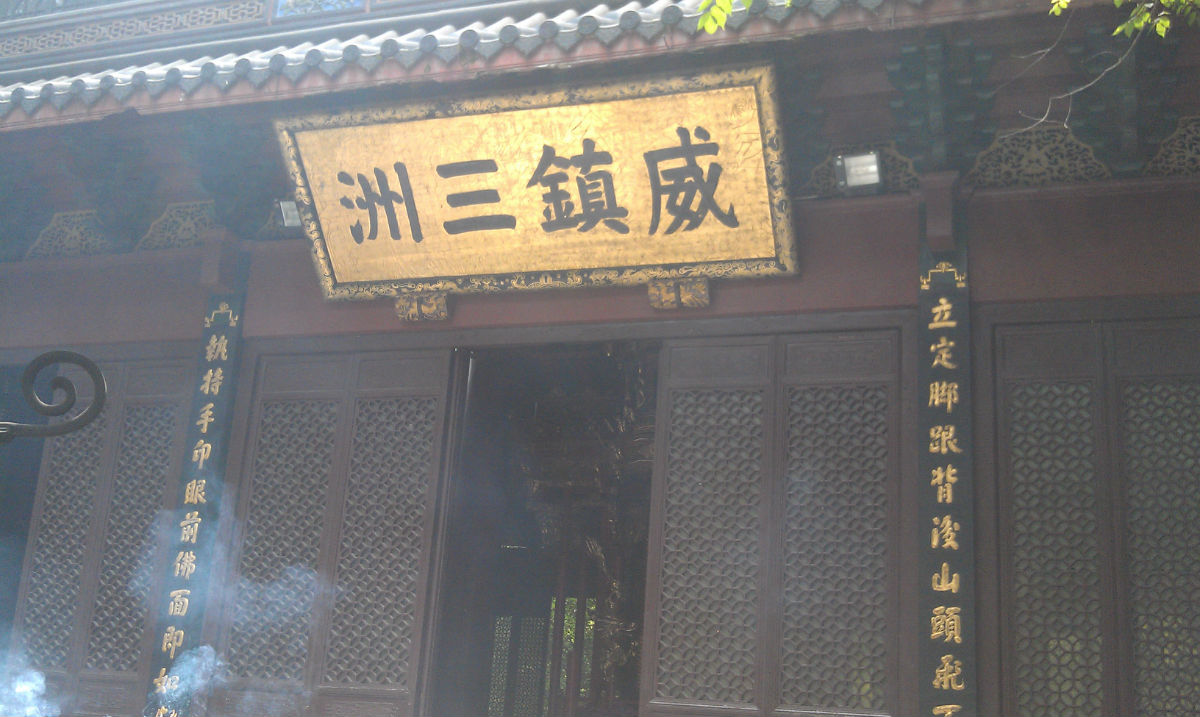 威鎮三洲
立定脚跟背後山頭飛
執持手印眼前佛面即如